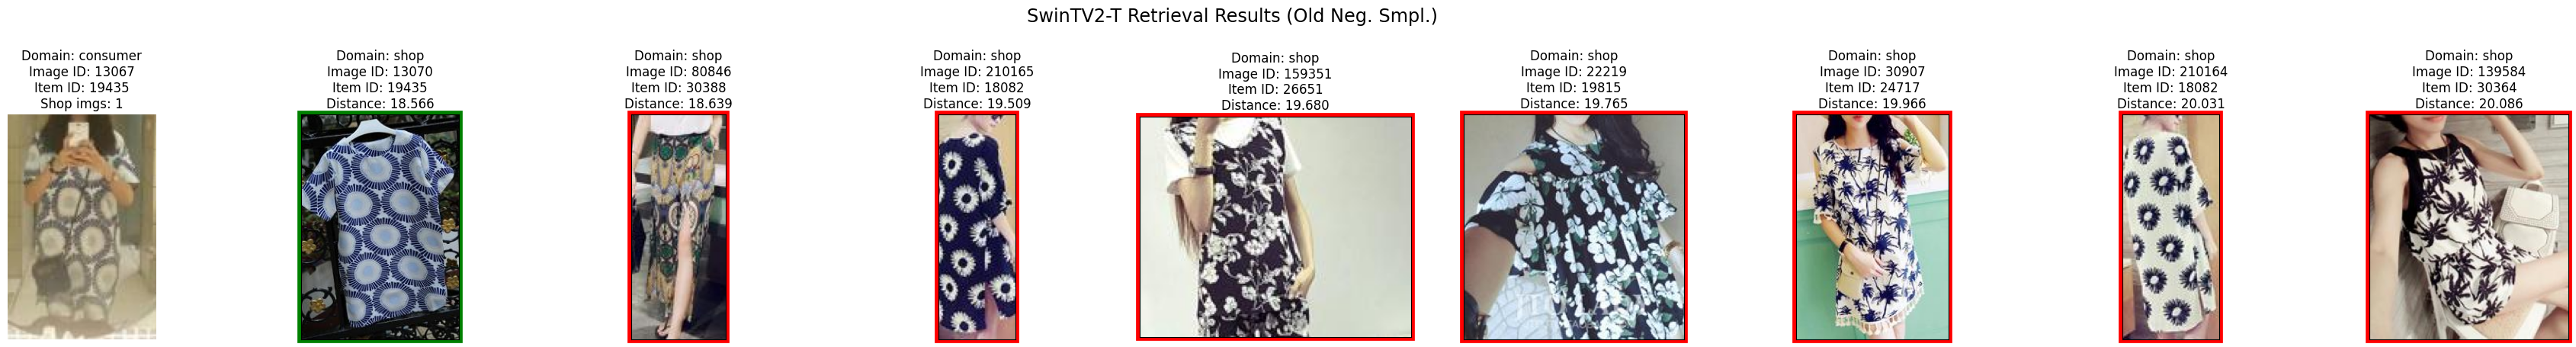 SwinTV2-T Retrieval Results (Old Neg. Smpl.)
Domain: consumer
Image ID: 13067
Item ID: 19435
Shop imgs: 1
Domain: shop
Image ID: 13070
Item ID: 19435
Distance: 18.566
Domain: shop
Image ID: 80846
Item ID: 30388
Distance: 18.639
Domain: shop
Image ID: 210165
Item ID: 18082
Distance: 19.509
Domain: shop
Image ID: 159351
Item ID: 26651
Distance: 19.680
Domain: shop
Image ID: 22219
Item ID: 19815
Distance: 19.765
Domain: shop
Image ID: 30907
Item ID: 24717
Distance: 19.966
Domain: shop
Image ID: 210164
Item ID: 18082
Distance: 20.031
Domain: shop
Image ID: 139584
Item ID: 30364
Distance: 20.086